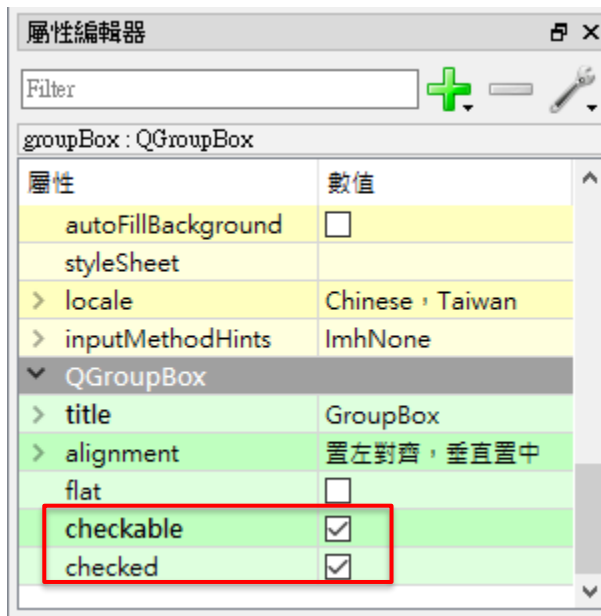 屬性編輯器
Filter
groupBox : QGroupBox
屬性 數值
autoFillBackground
styleSheet
locale Chinese，Taiwan
inputMethodHints ImhNone
QGroupBox
title GroupBox
alignment 置左對齊，垂直置中
flat
checkable
checked